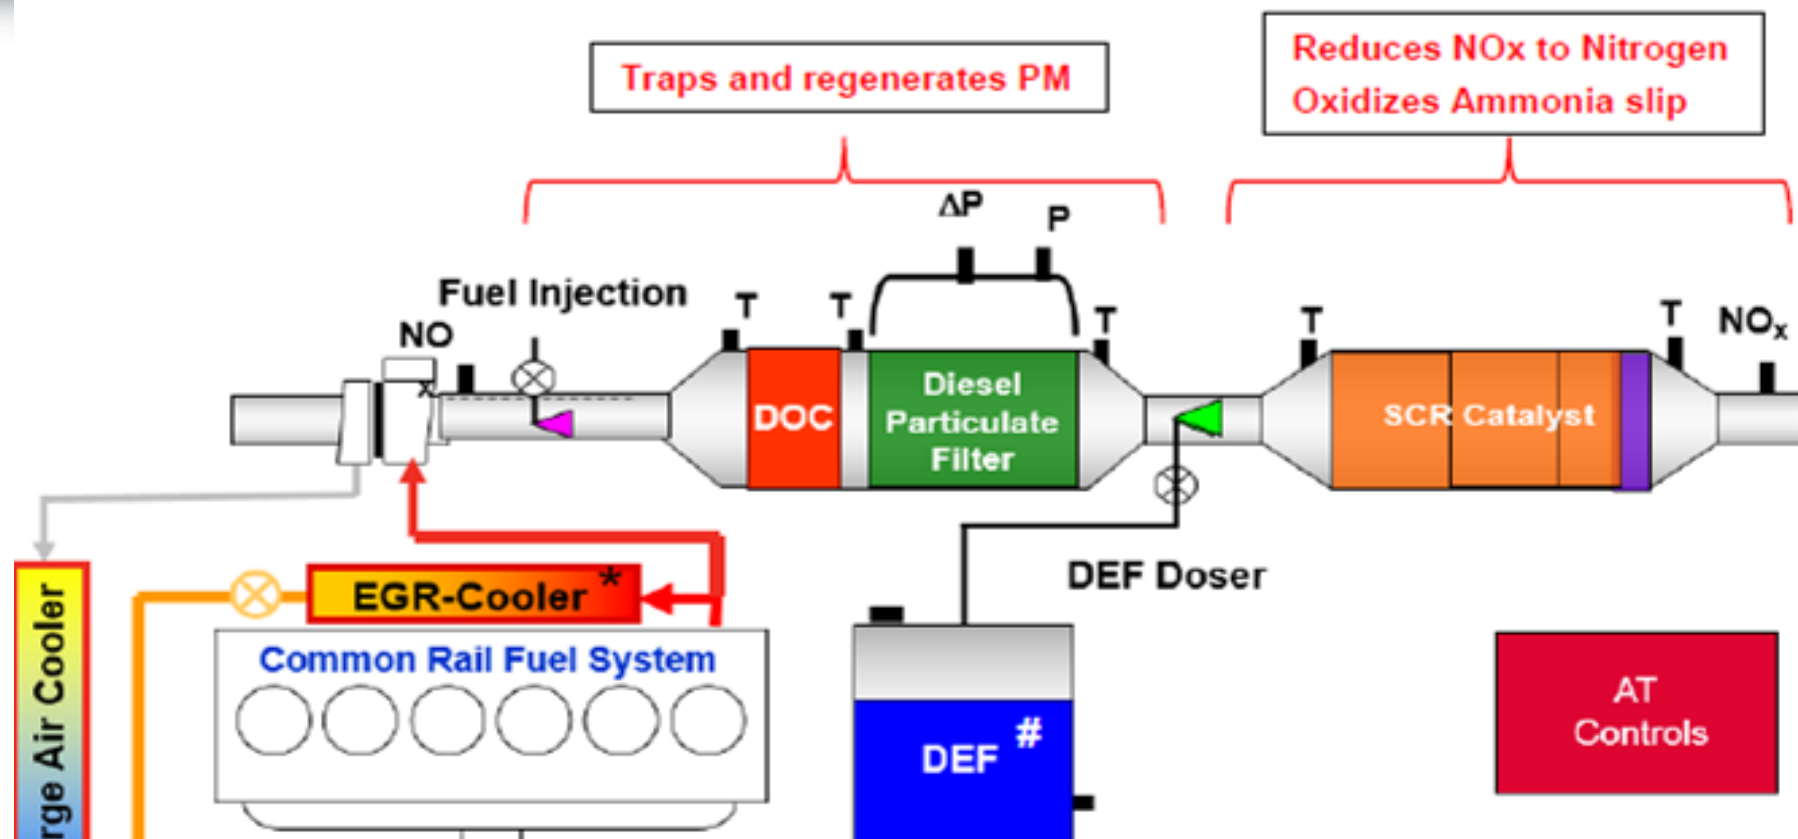 Traps and regenerates PM
Reduces NOx to Nitrogen
Oxidizes Ammonia slip
ΔP
P
Fuel Injection
T
T
T
T
T
NOx
NO
x
DOC
Diesel
Particulate
Filter
SCR Catalyst
DEF Doser
EGR-Cooler *
Common Rail Fuel System
Air Cooler
DEF #
AT
Controls